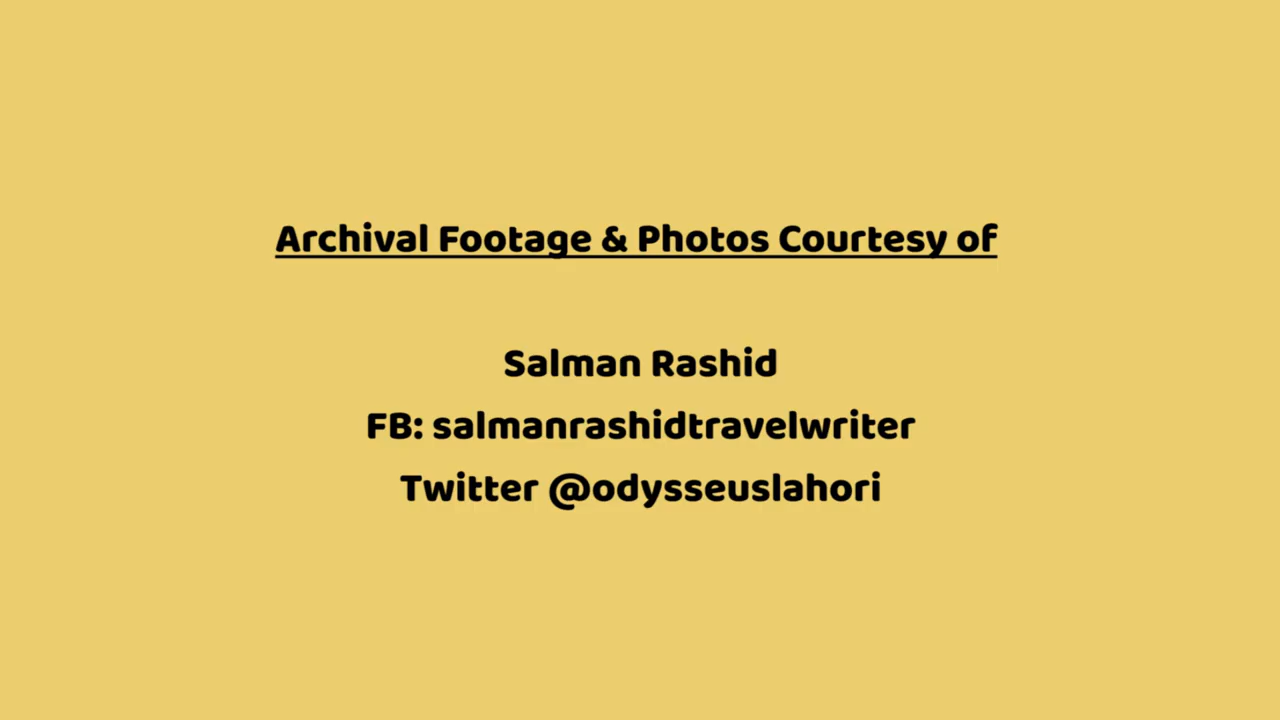 Archival Footage & Photos Courtesy of
Salman Rashid
FB: salmanrashidtravelwriter
Twitter @odysseuslahori